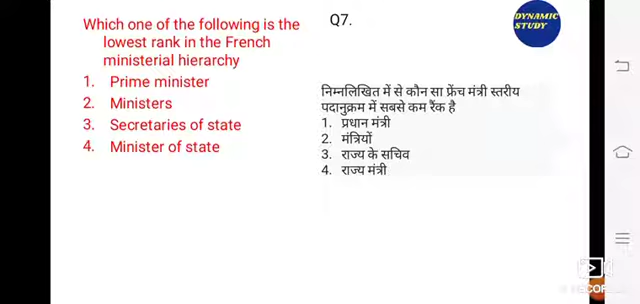 Which one of the following is the
lowest rank in the French
ministerial hierarchy
1. Prime minister
2. Ministers
3. Secretaries of state
4. Minister of state
Q7.
DYNAMIC
STUDY
निम्नलिखित में से कौन सा फ्रेंच मंत्री स्तरीय
पदानुक्रम में सबसे कम रैंक है
1. प्रधान मंत्री
2. मंत्रियों
3. राज्य के सचिव
4. राज्य मंत्री